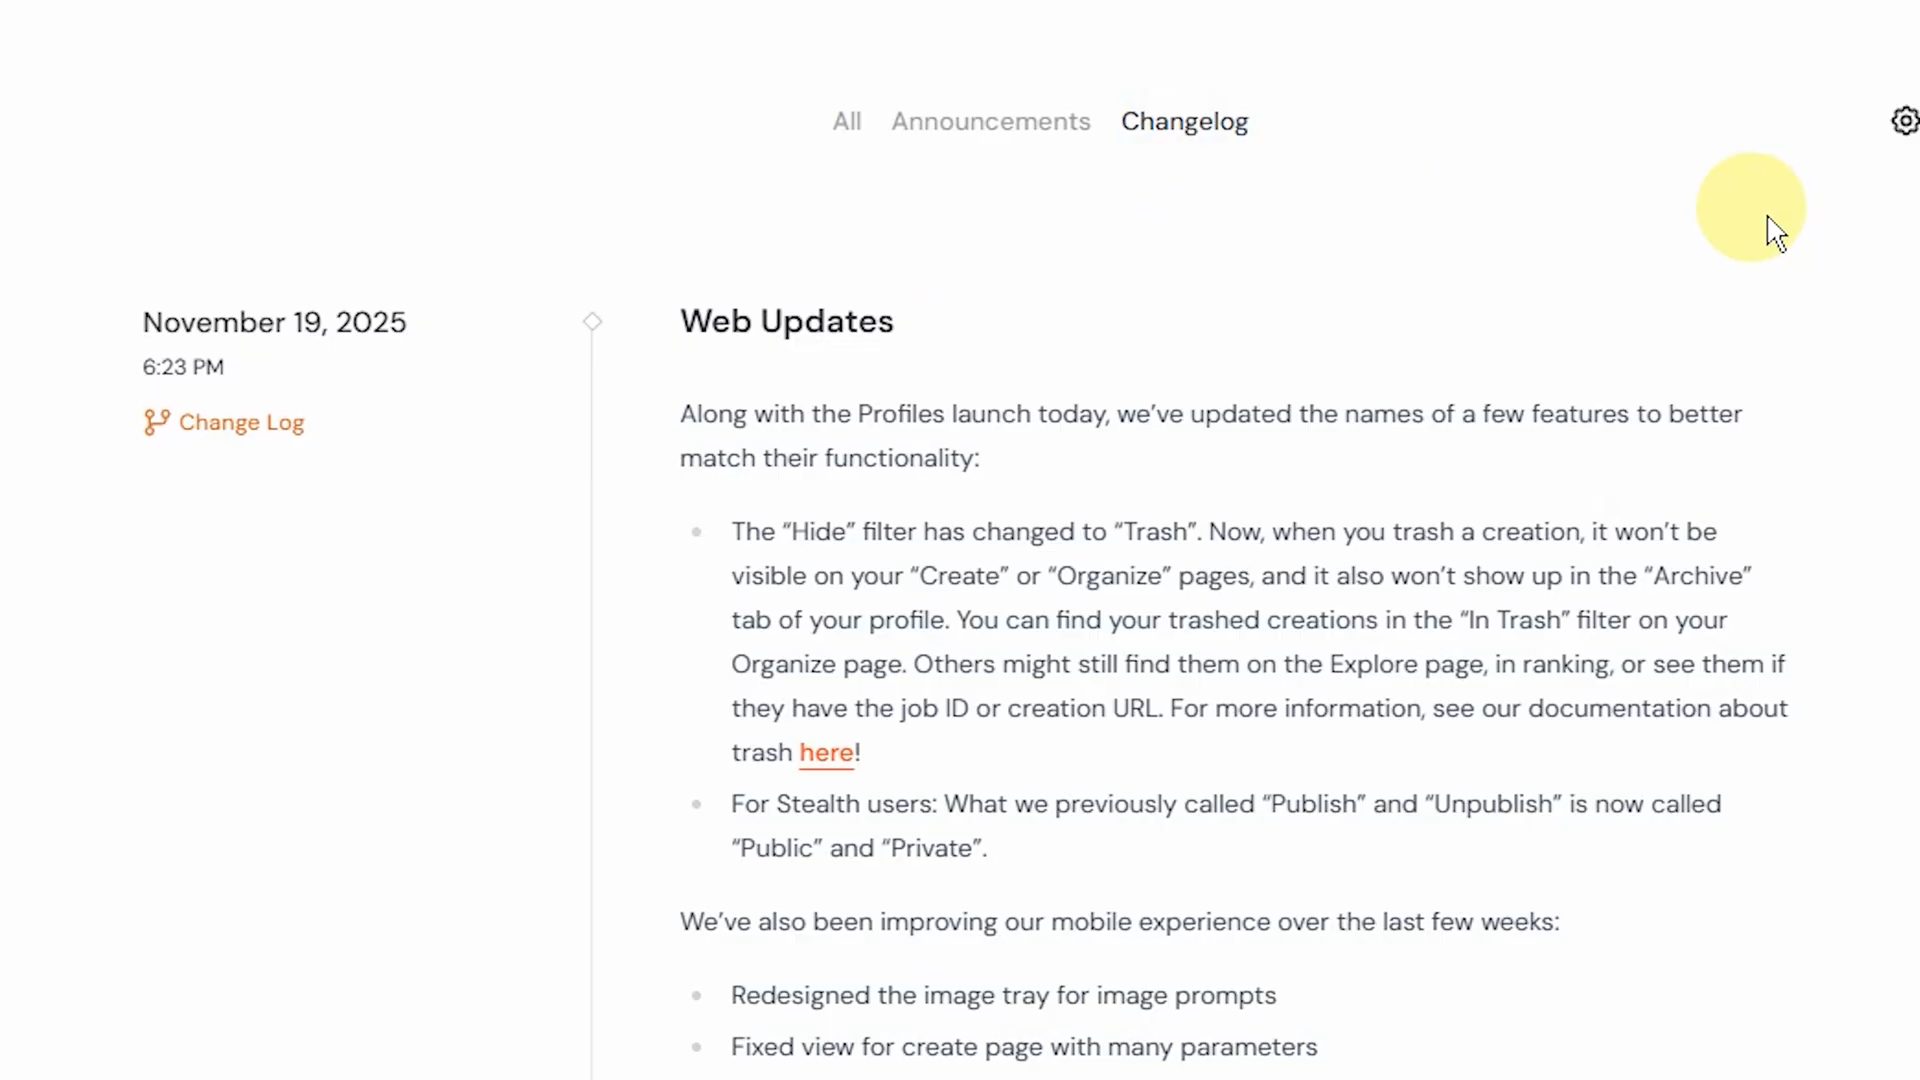 All Announcements Changelog
November 19, 2025
6:23 PM
Change Log
Web Updates
Along with the Profiles launch today, we’ve updated the names of a few features to better
match their functionality:
The “Hide” filter has changed to “Trash”. Now, when you trash a creation, it won’t be
visible on your “Create” or “Organize” pages, and it also won’t show up in the “Archive”
tab of your profile. You can find your trashed creations in the “In Trash” filter on your
Organize page. Others might still find them on the Explore page, in ranking, or see them if
they have the job ID or creation URL. For more information, see our documentation about
trash here!
For Stealth users: What we previously called “Publish” and “Unpublish” is now called
“Public” and “Private”.
We’ve also been improving our mobile experience over the last few weeks:
Redesigned the image tray for image prompts
Fixed view for create page with many parameters